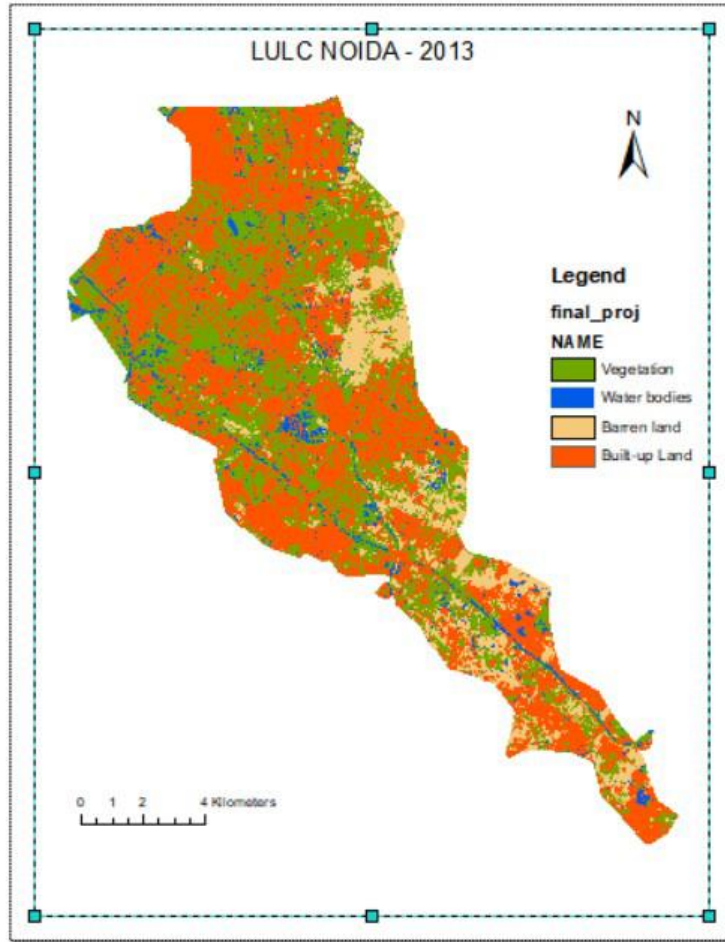 LULC NOIDA - 2013
N
Legend
final_proj
NAME
Vegetation
Water bodies
Barren land
Built-up Land
0 1 2 4 Kilometers